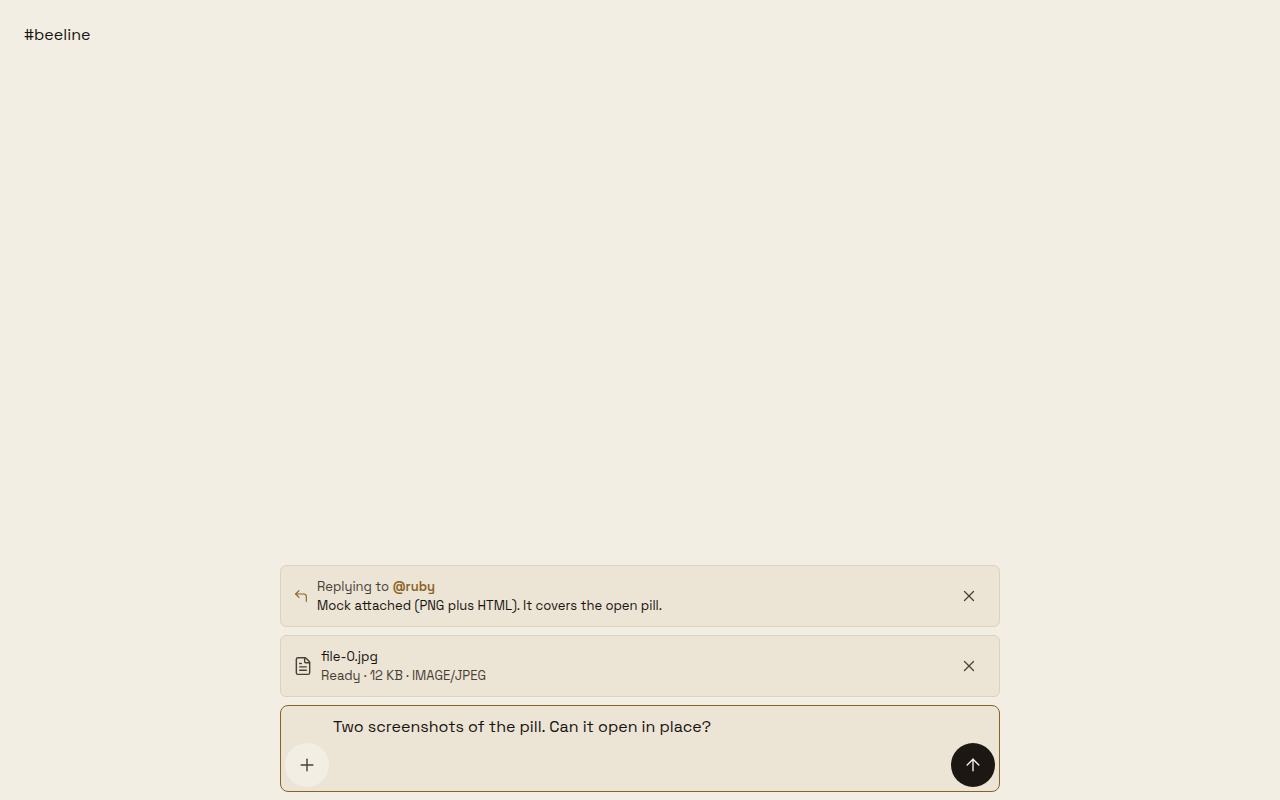 #beeline
Replying to @ruby
Mock attached (PNG plus HTML). It covers the open pill.
file-0.jpg
Ready · 12 KB · IMAGE/JPEG
Two screenshots of the pill. Can it open in place?